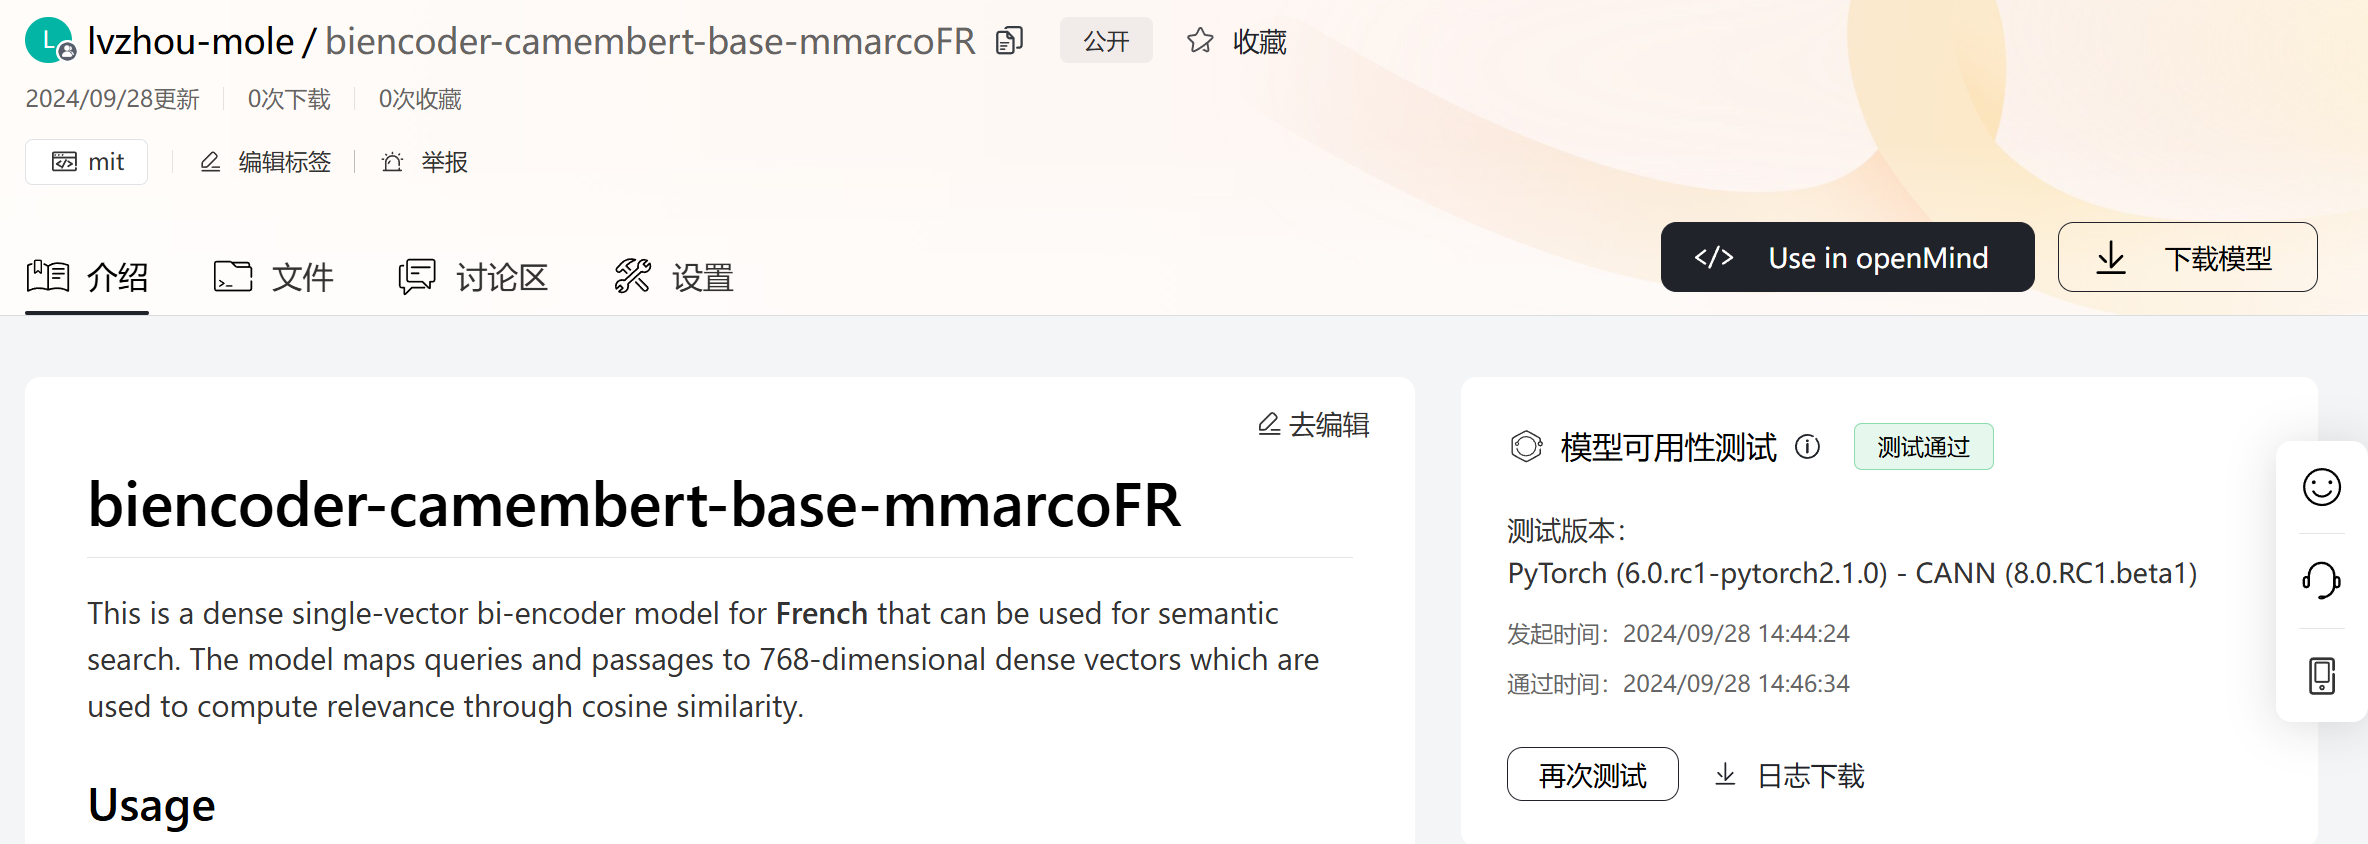 L lvzhou-mole / biencoder-camembert-base-mmarcoFR 公开 收藏
2024/09/28更新 0次下载 0次收藏
mit 编辑标签 举报
介绍 文件 讨论区 设置 </> Use in openMind 下载模型
去编辑
biencoder-camembert-base-mmarcoFR
This is a dense single-vector bi-encoder model for French that can be used for semantic
search. The model maps queries and passages to 768-dimensional dense vectors which are
used to compute relevance through cosine similarity.
Usage
模型可用性测试 测试通过
测试版本：
PyTorch (6.0.rc1-pytorch2.1.0) - CANN (8.0.RC1.beta1)
发起时间：2024/09/28 14:44:24
通过时间：2024/09/28 14:46:34
再次测试 日志下载